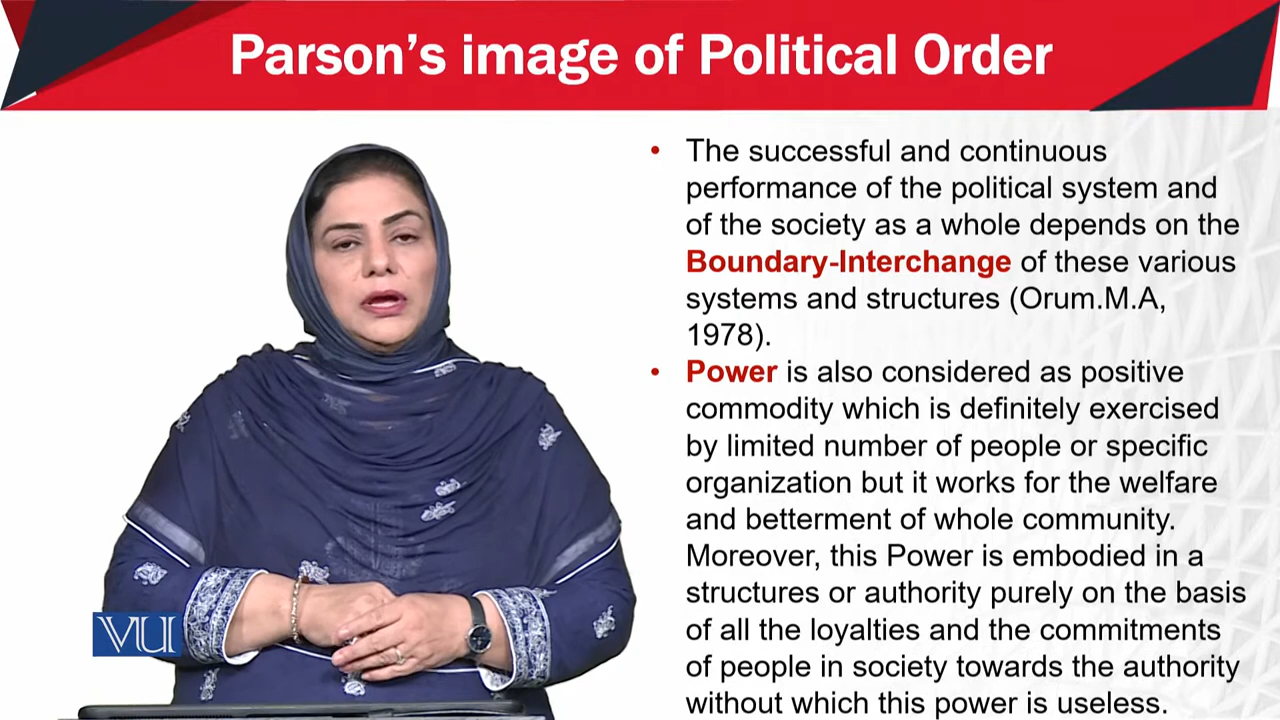 Parson's image of Political Order
• The successful and continuous
performance of the political system and
of the society as a whole depends on the
Boundary-Interchange of these various
systems and structures (Orum.M.A,
1978).
• Power is also considered as positive
commodity which is definitely exercised
by limited number of people or specific
organization but it works for the welfare
and betterment of whole community.
Moreover, this Power is embodied in a
structures or authority purely on the basis
of all the loyalties and the commitments
of people in society towards the authority
without which this power is useless.
VU